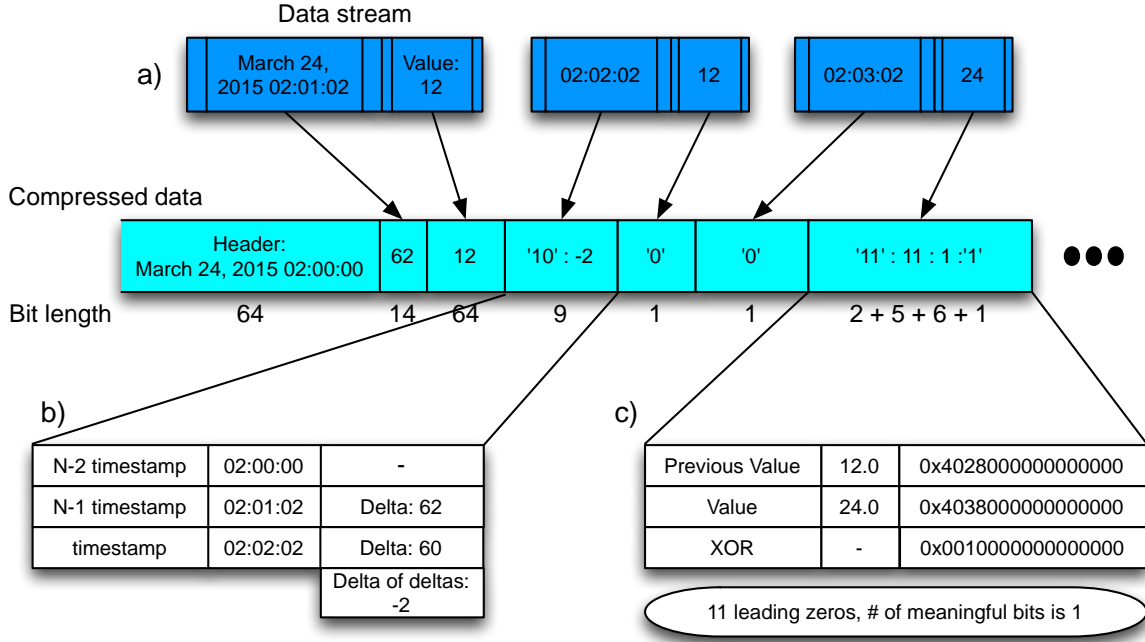 Data stream
a)
March 24,
2015 02:01:02
Value:
12
02:02:02
12
02:03:02
24
Compressed data
Header:
March 24, 2015 02:00:00
62
12
'10' : -2
'0'
'0'
'11' : 11 : 1 :'1'
Bit length
64
14
64
9
1
1
2 + 5 + 6 + 1
b)
N-2 timestamp
02:00:00
-
N-1 timestamp
02:01:02
Delta: 62
timestamp
02:02:02
Delta: 60
Delta of deltas:
-2
c)
Previous Value
12.0
0x4028000000000000
Value
24.0
0x4038000000000000
XOR
-
0x0010000000000000
11 leading zeros, # of meaningful bits is 1